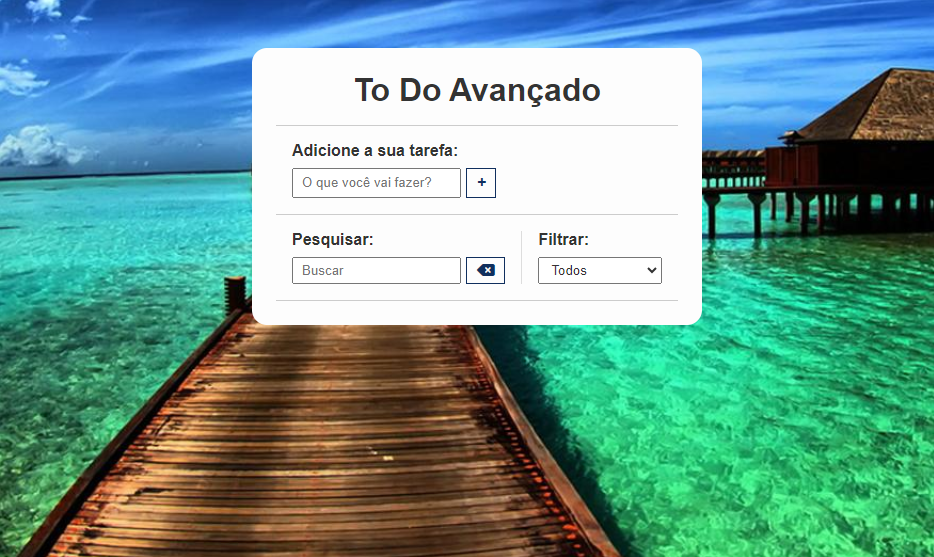 To Do Avançado
Adicione a sua tarefa:
O que você vai fazer?
+
Pesquisar:
Filtrar:
Buscar
Todos